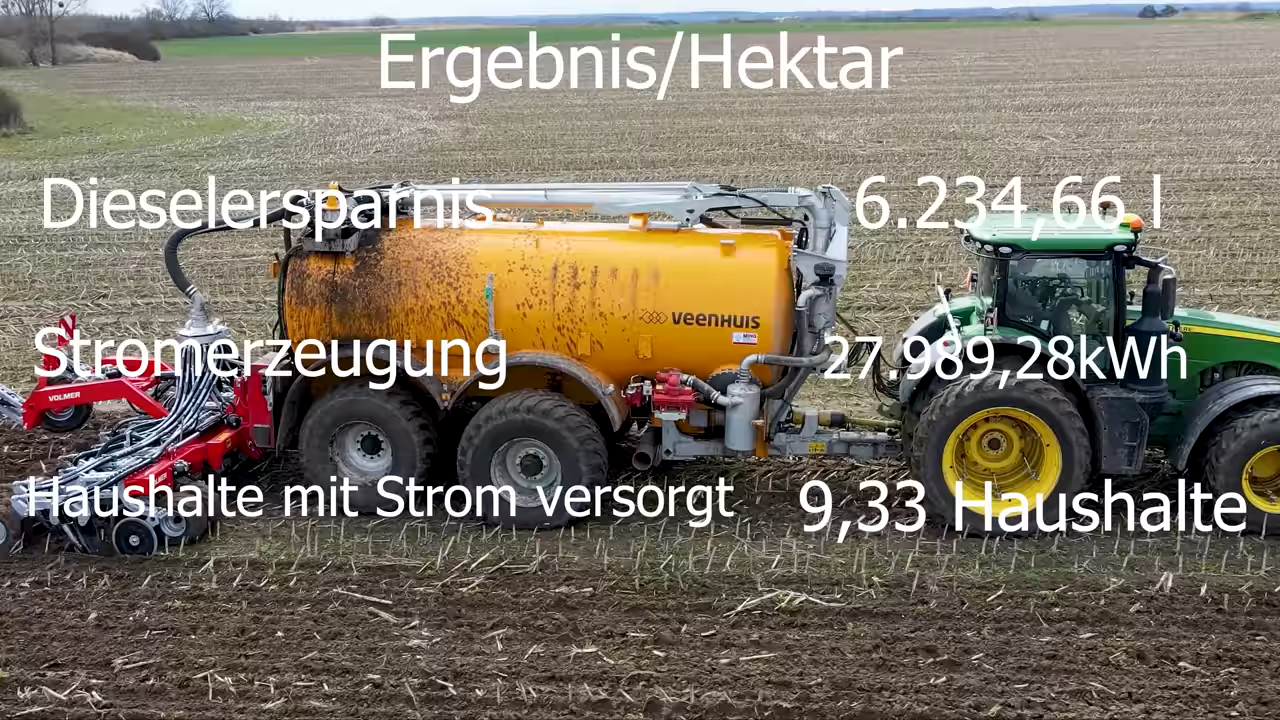 Ergebnis/Hektar
Dieselersparnis 6.234,66 l
Stromerzeugung 27.989,28kWh
Haushalte mit Strom versorgt 9,33 Haushalte
veenhuis
VOLMER